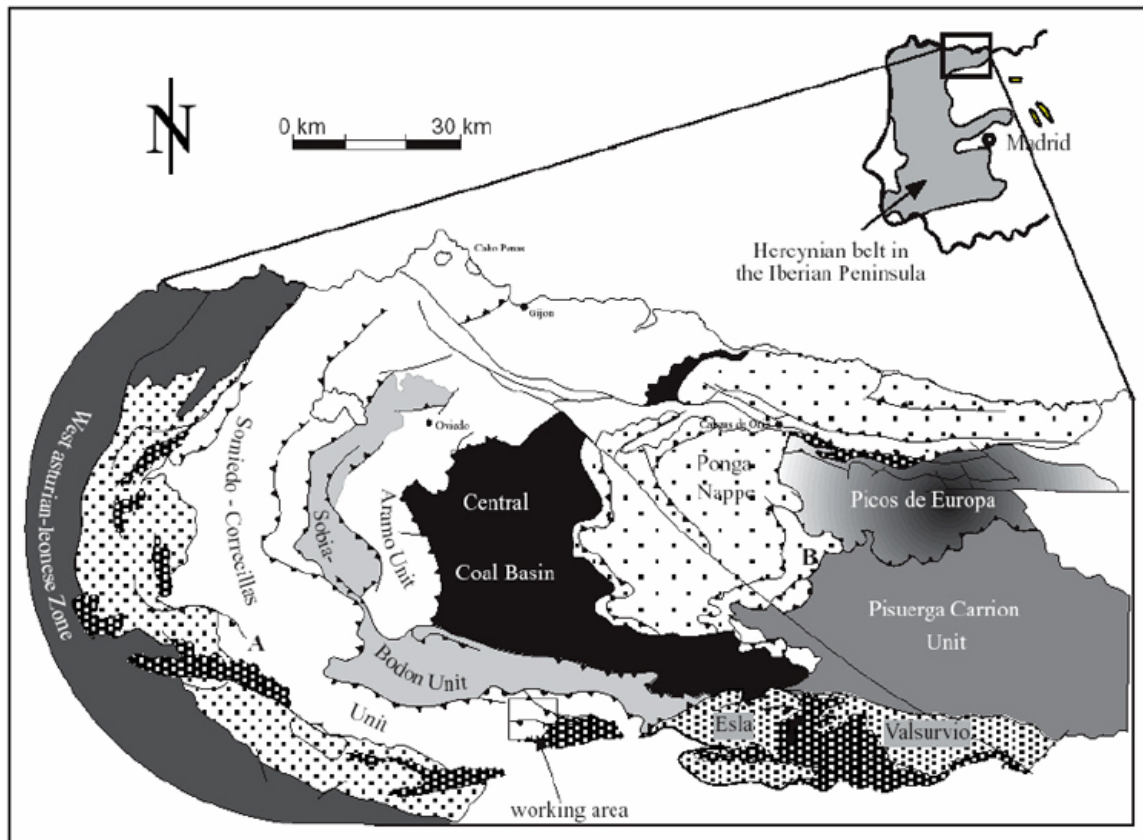 N
0 km 30 km
Madrid
Hercynian belt in
the Iberian Peninsula
Cabo Penas
Gijon
West asturian-leonese Zone
Somiedo - Correcillas
Unit
Sobia-
Bodon Unit
Oviedo
Aramo Unit
Central
Coal Basin
Cangas de Onis
Ponga
Nappe
Picos de Europa
B
Pisuerga Carrion
Unit
A
Esla
Valsurvio
working area